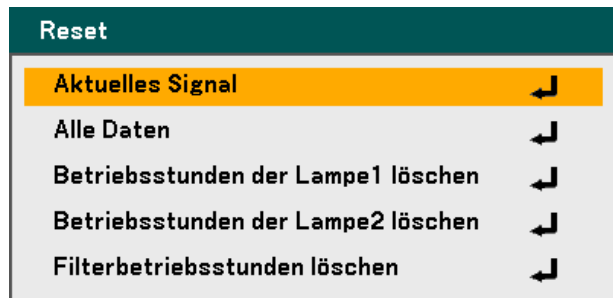 Reset
Aktuelles Signal
Alle Daten
Betriebsstunden der Lampe1 löschen
Betriebsstunden der Lampe2 löschen
Filterbetriebsstunden löschen